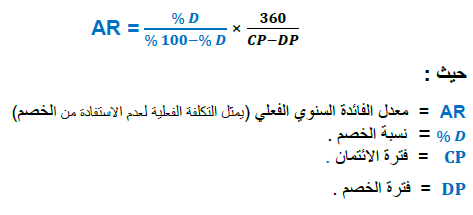 AR = % D / % 100−% D × 360 / CP−DP
حيث :
AR = معدل الفائدة السنوي الفعلي (يمثل التكلفة الفعلية لعدم الاستفادة من الخصم)
% D = نسبة الخصم .
CP = فترة الائتمان .
DP = فترة الخصم .